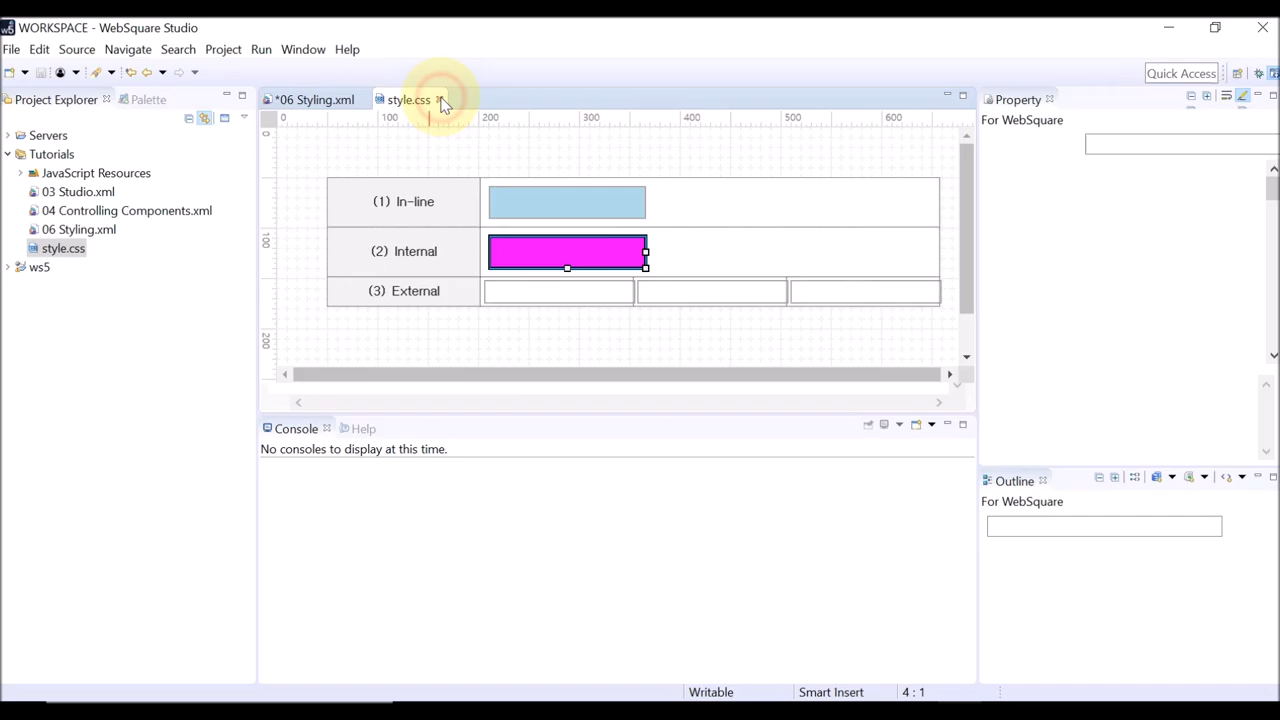 WORKSPACE - WebSquare Studio
File Edit Source Navigate Search Project Run Window Help
Quick Access
Project Explorer Palette
*06 Styling.xml style.css
Property
For WebSquare
0 100 200 300 400 500 600
0
100
200
Servers
Tutorials
JavaScript Resources
03 Studio.xml
04 Controlling Components.xml
06 Styling.xml
style.css
ws5
(1) In-line
(2) Internal
(3) External
Console Help
No consoles to display at this time.
Outline
For WebSquare
Writable Smart Insert 4 : 1